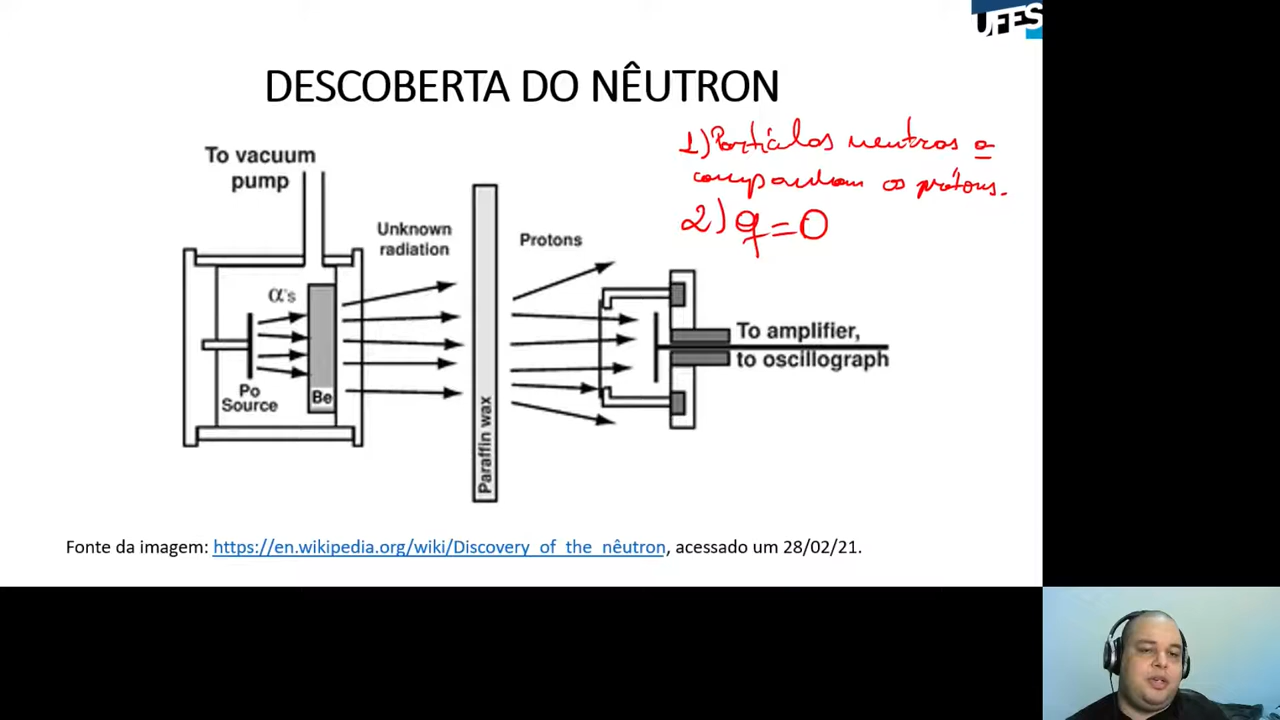 UFES
DESCOBERTA DO NÊUTRON
1) Partículas neutras a
companham os prótons.
2) q = 0
To vacuum
pump
Unknown
radiation
Protons
α's
Po
Source
Be
Paraffin wax
To amplifier,
to oscillograph
Fonte da imagem: https://en.wikipedia.org/wiki/Discovery_of_the_nêutron, acessado um 28/02/21.